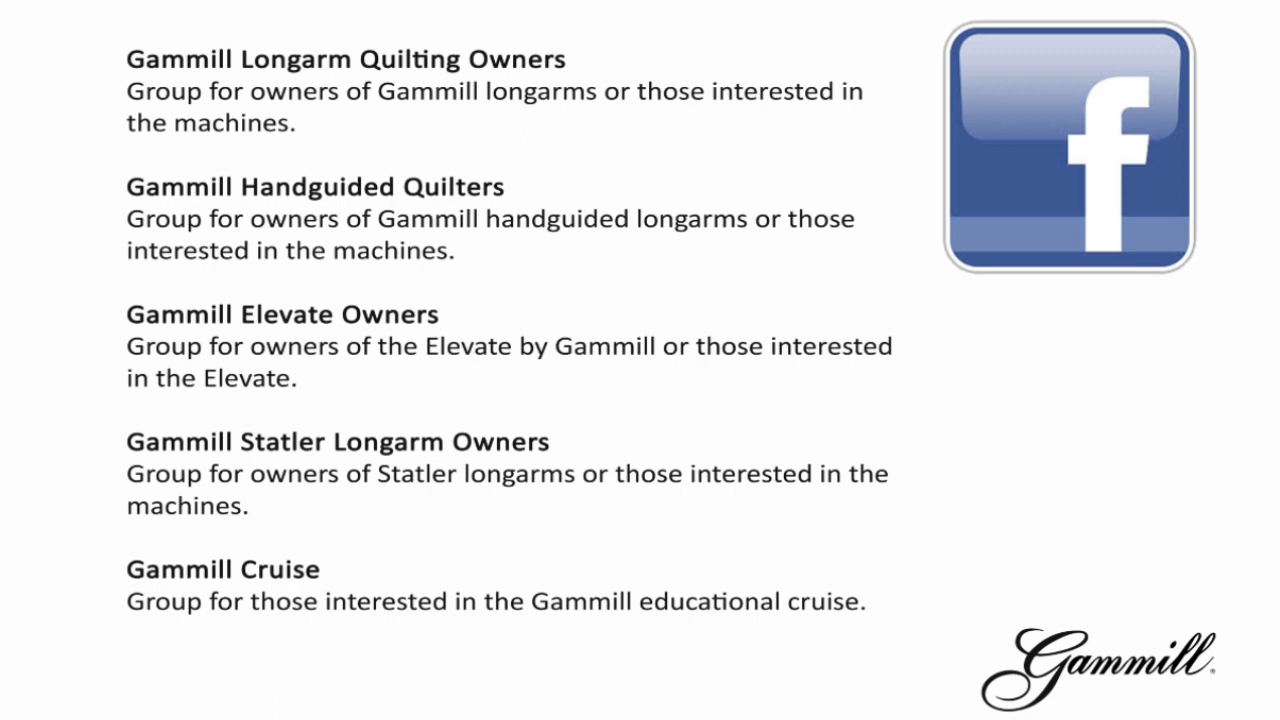 Gammill Longarm Quilting Owners
Group for owners of Gammill longarms or those interested in
the machines.
Gammill Handguided Quilters
Group for owners of Gammill handguided longarms or those
interested in the machines.
Gammill Elevate Owners
Group for owners of the Elevate by Gammill or those interested
in the Elevate.
Gammill Statler Longarm Owners
Group for owners of Statler longarms or those interested in the
machines.
Gammill Cruise
Group for those interested in the Gammill educational cruise.
f
Gammill®